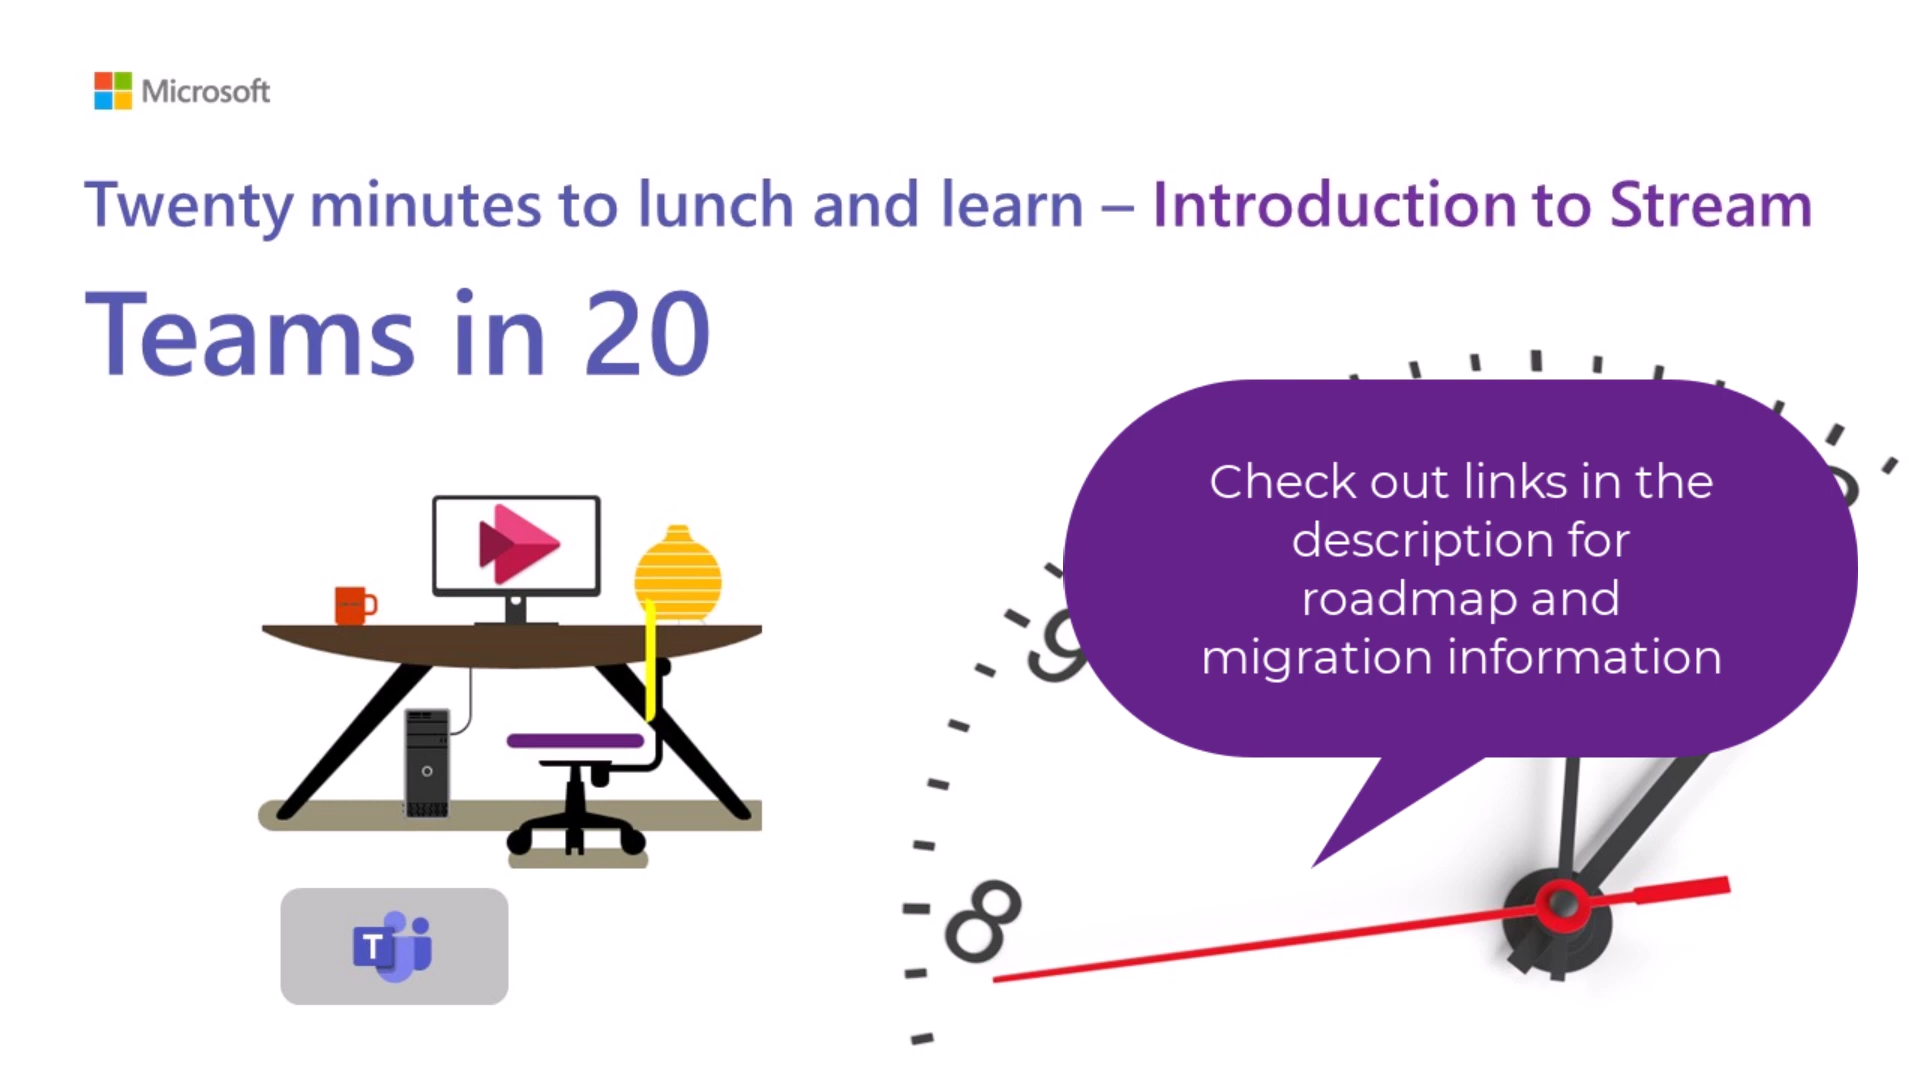 Microsoft
Twenty minutes to lunch and learn – Introduction to Stream
Teams in 20
Check out links in the
description for
roadmap and
migration information
9
8
T